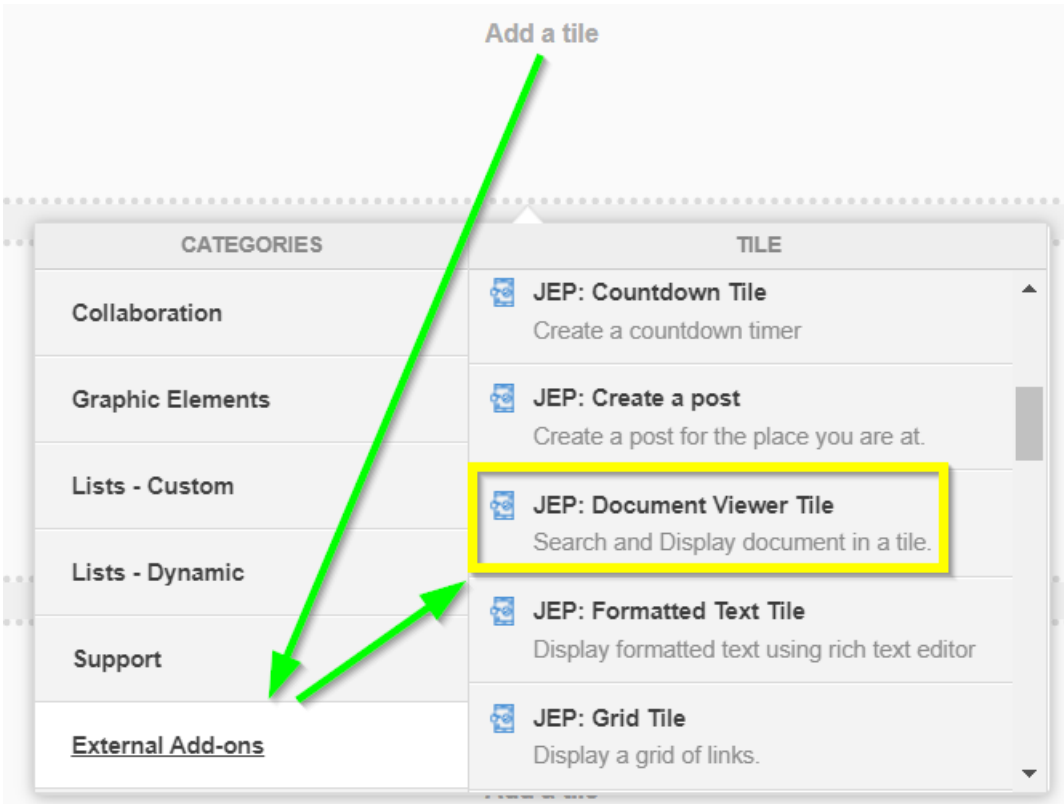 Add a tile
CATEGORIES
TILE
Collaboration
Graphic Elements
Lists - Custom
Lists - Dynamic
Support
External Add-ons
JEP: Countdown Tile
Create a countdown timer
JEP: Create a post
Create a post for the place you are at.
JEP: Document Viewer Tile
Search and Display document in a tile.
JEP: Formatted Text Tile
Display formatted text using rich text editor
JEP: Grid Tile
Display a grid of links.
Add a tile